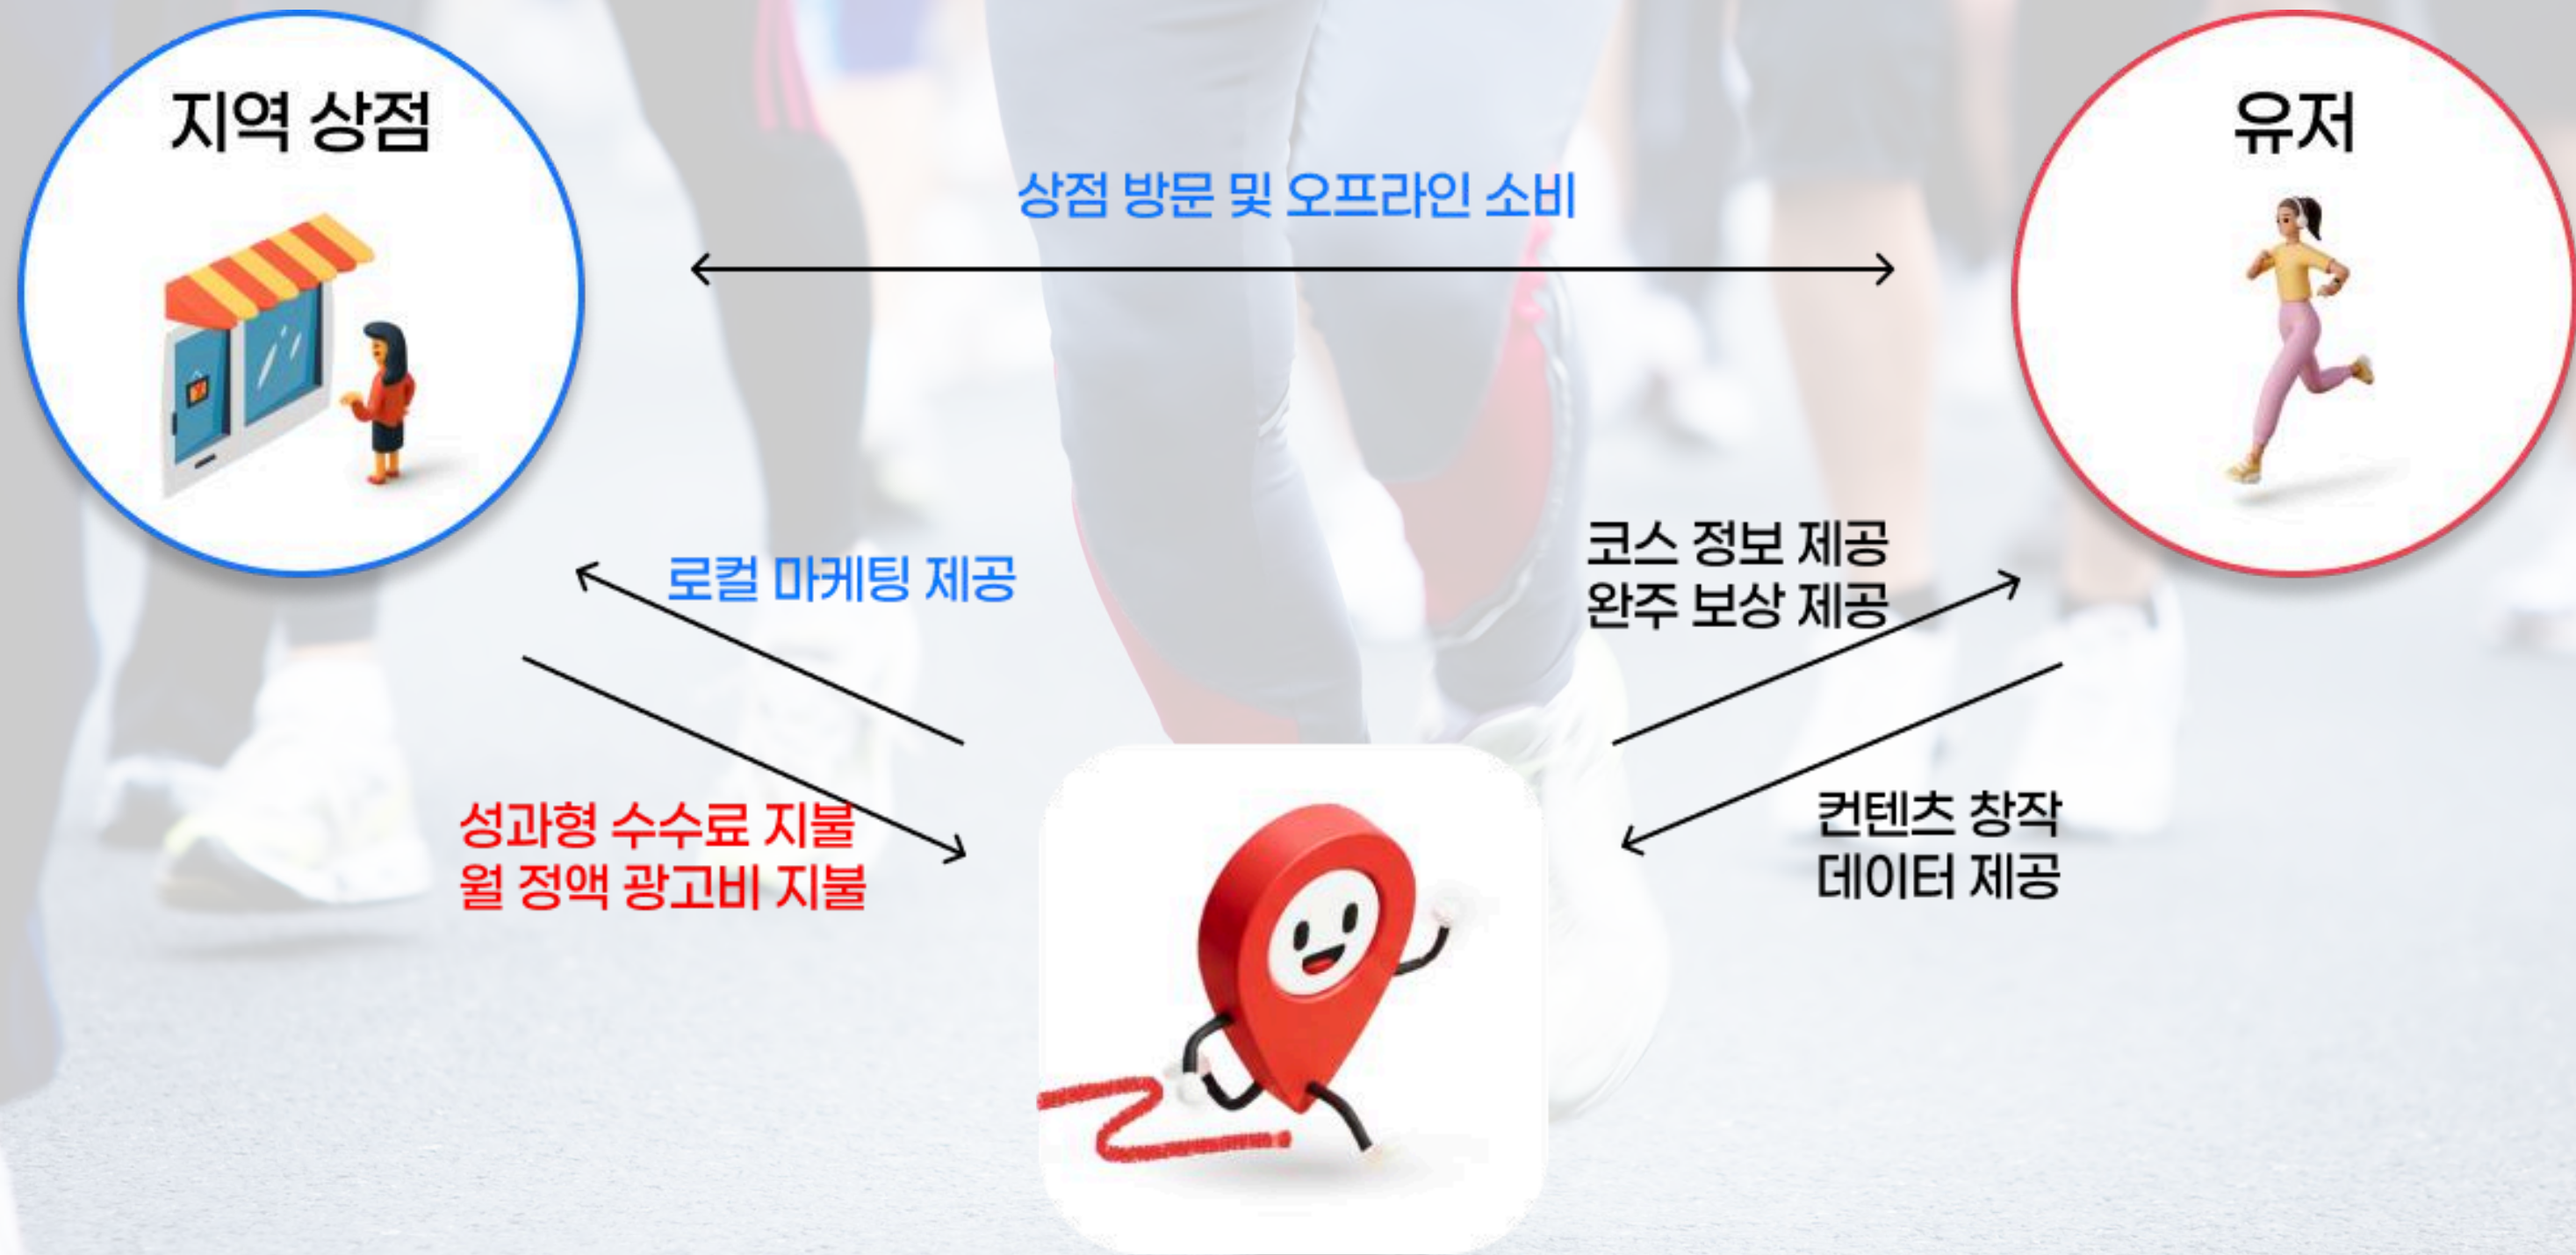 지역 상점
유저
상점 방문 및 오프라인 소비
로컬 마케팅 제공
코스 정보 제공
완주 보상 제공
성과형 수수료 지불
월 정액 광고비 지불
컨텐츠 창작
데이터 제공